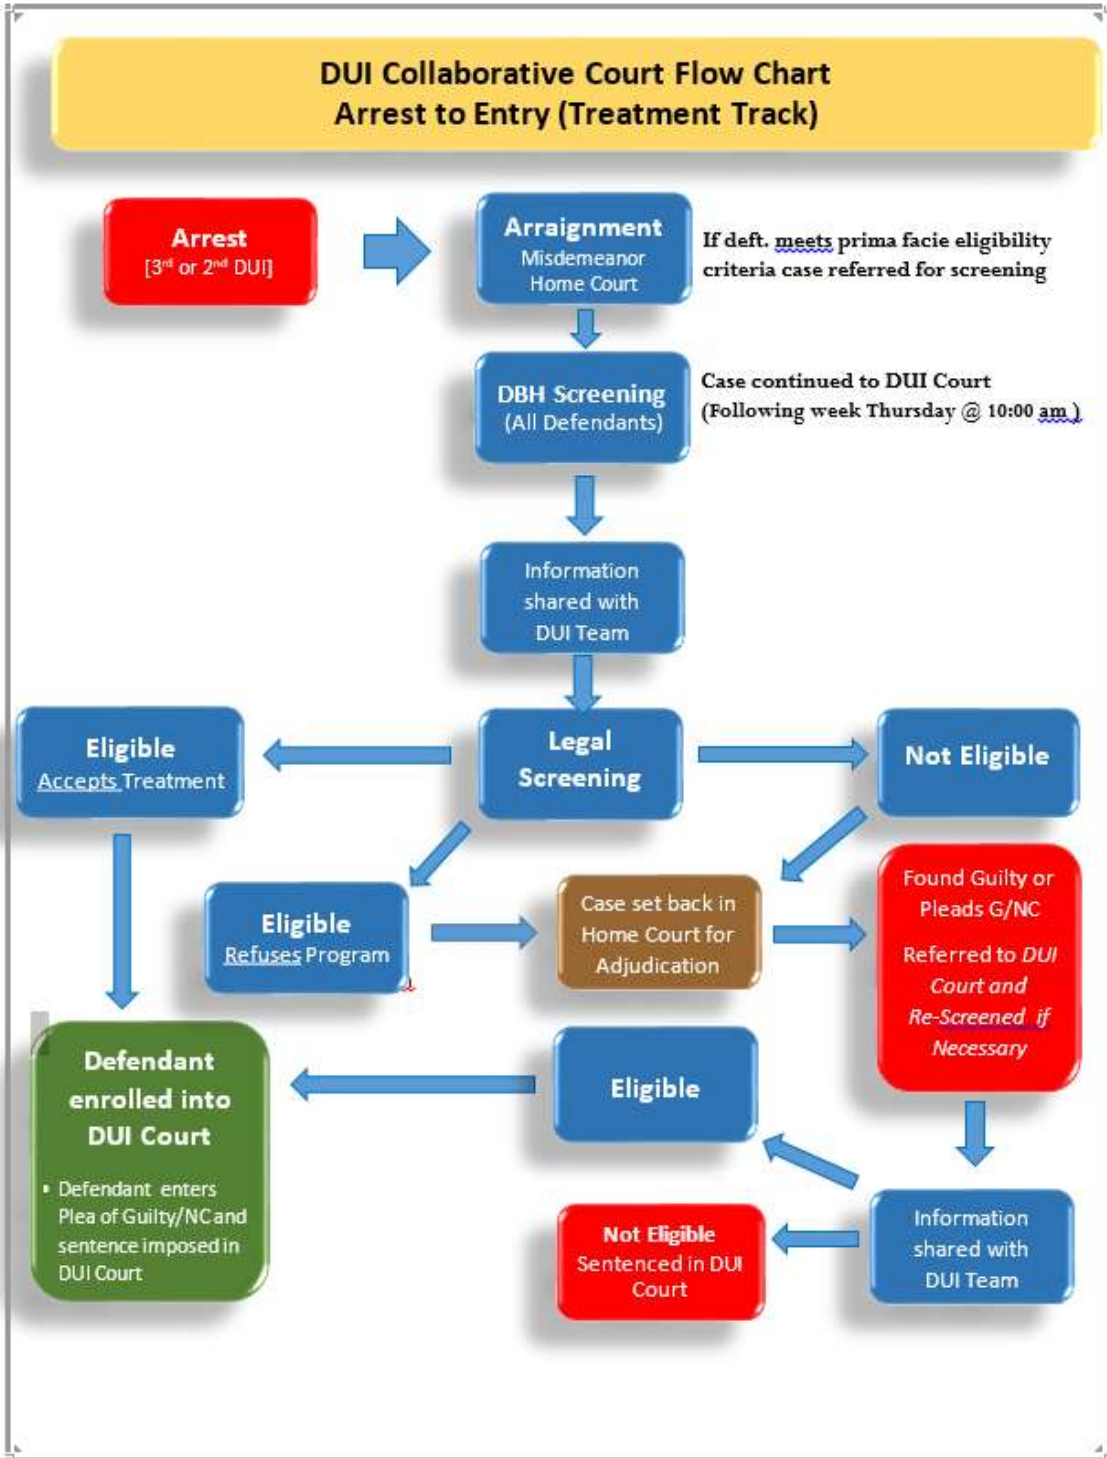 DUI Collaborative Court Flow Chart
Arrest to Entry (Treatment Track)
Arrest
[3rd or 2nd DUI]
Arraignment
Misdemeanor
Home Court
If deft. meets prima facie eligibility
criteria case referred for screening
DBH Screening
(All Defendants)
Case continued to DUI Court
(Following week Thursday @ 10:00 am )
Information
shared with
DUI Team
Legal
Screening
Eligible
Accepts Treatment
Not Eligible
Eligible
Refuses Program
Case set back in
Home Court for
Adjudication
Found Guilty or
Pleads G/NC
Referred to DUI
Court and
Re-Screened if
Necessary
Defendant
enrolled into
DUI Court
▪ Defendant enters
Plea of Guilty/NC and
sentence imposed in
DUI Court
Eligible
Not Eligible
Sentenced in DUI
Court
Information
shared with
DUI Team